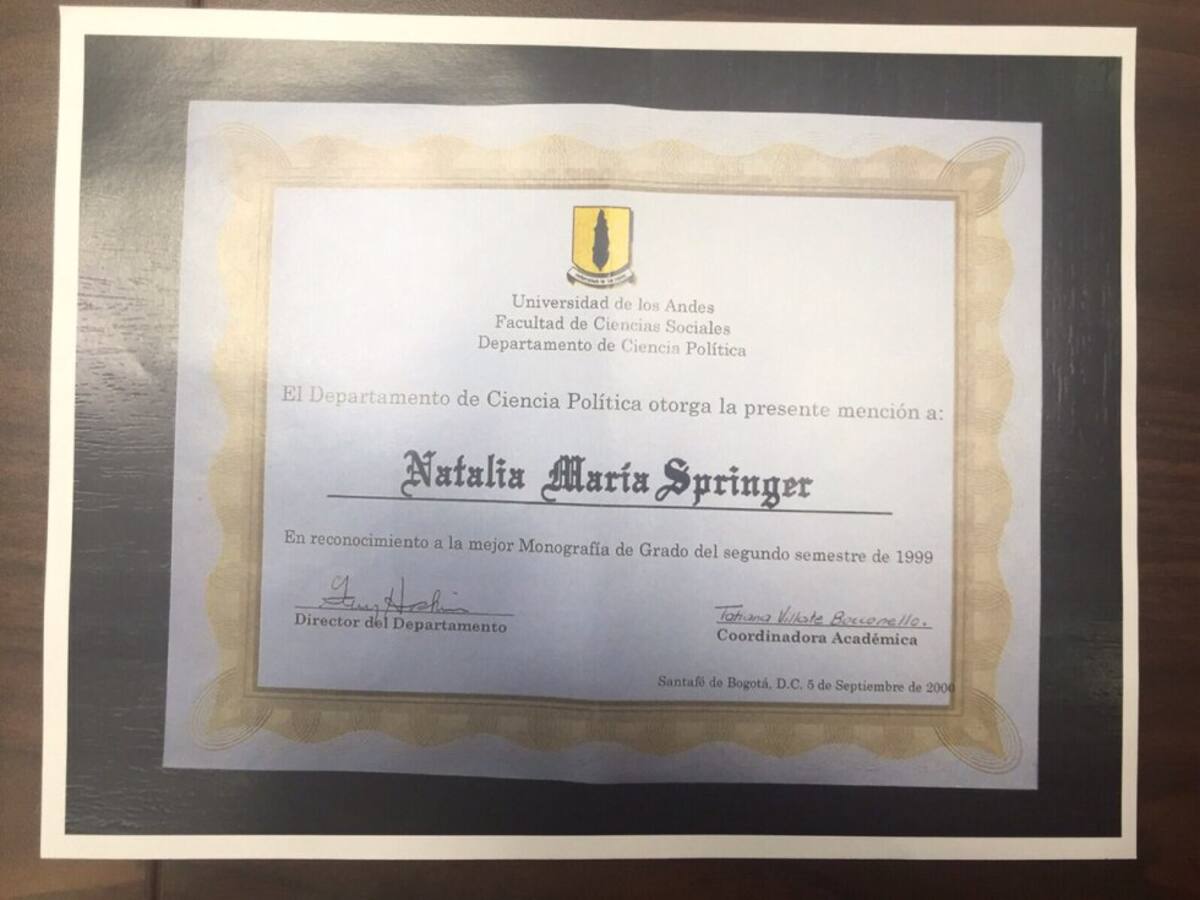 Universidad de los Andes
Facultad de Ciencias Sociales
Departamento de Ciencia Política
El Departamento de Ciencia Política otorga la presente mención a:
Natalia María Springer
En reconocimiento a la mejor Monografía de Grado del segundo semestre de 1999
Director del Departamento
Tatiana Villate
Coordinadora Académica
Santafé de Bogotá, D.C. 5 de Septiembre de 2000